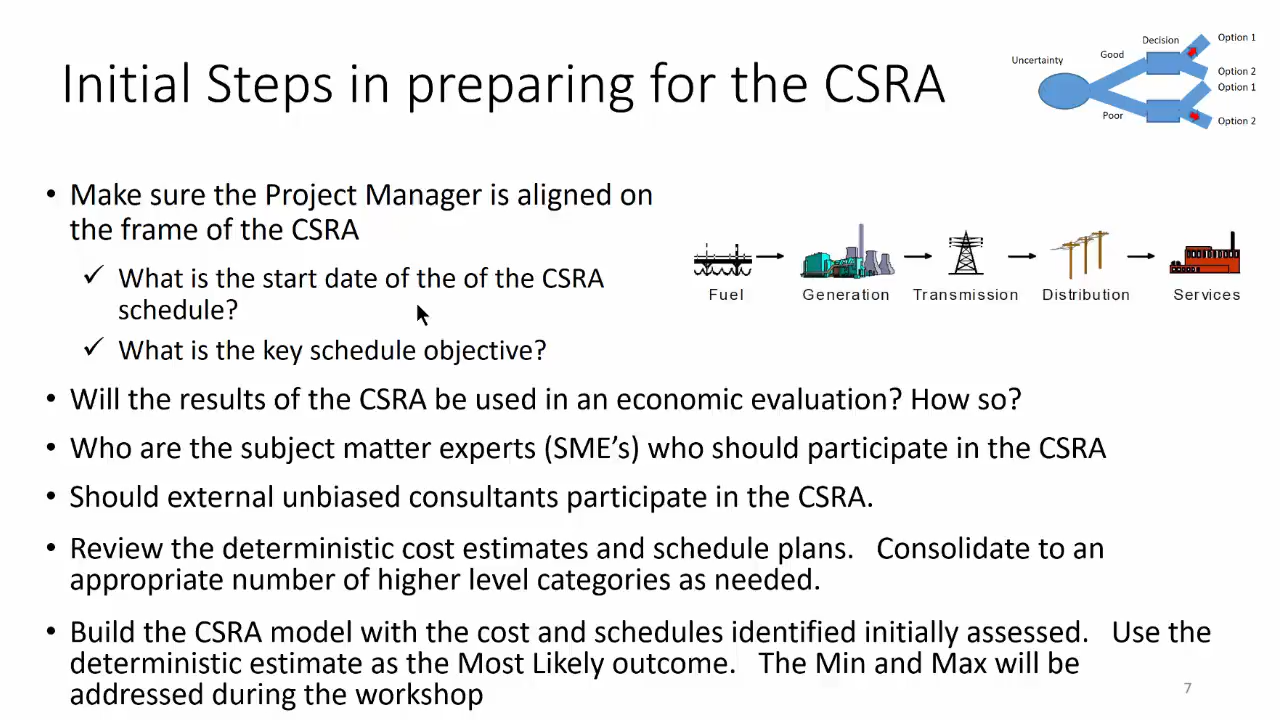 Initial Steps in preparing for the CSRA
Uncertainty
Good
Poor
Decision
Option 1
Option 2
Option 1
Option 2
• Make sure the Project Manager is aligned on
the frame of the CSRA
✓ What is the start date of the of the CSRA
schedule?
✓ What is the key schedule objective?
Fuel
Generation
Transmission
Distribution
Services
• Will the results of the CSRA be used in an economic evaluation? How so?
• Who are the subject matter experts (SME’s) who should participate in the CSRA
• Should external unbiased consultants participate in the CSRA.
• Review the deterministic cost estimates and schedule plans. Consolidate to an
appropriate number of higher level categories as needed.
• Build the CSRA model with the cost and schedules identified initially assessed. Use the
deterministic estimate as the Most Likely outcome. The Min and Max will be
addressed during the workshop
7